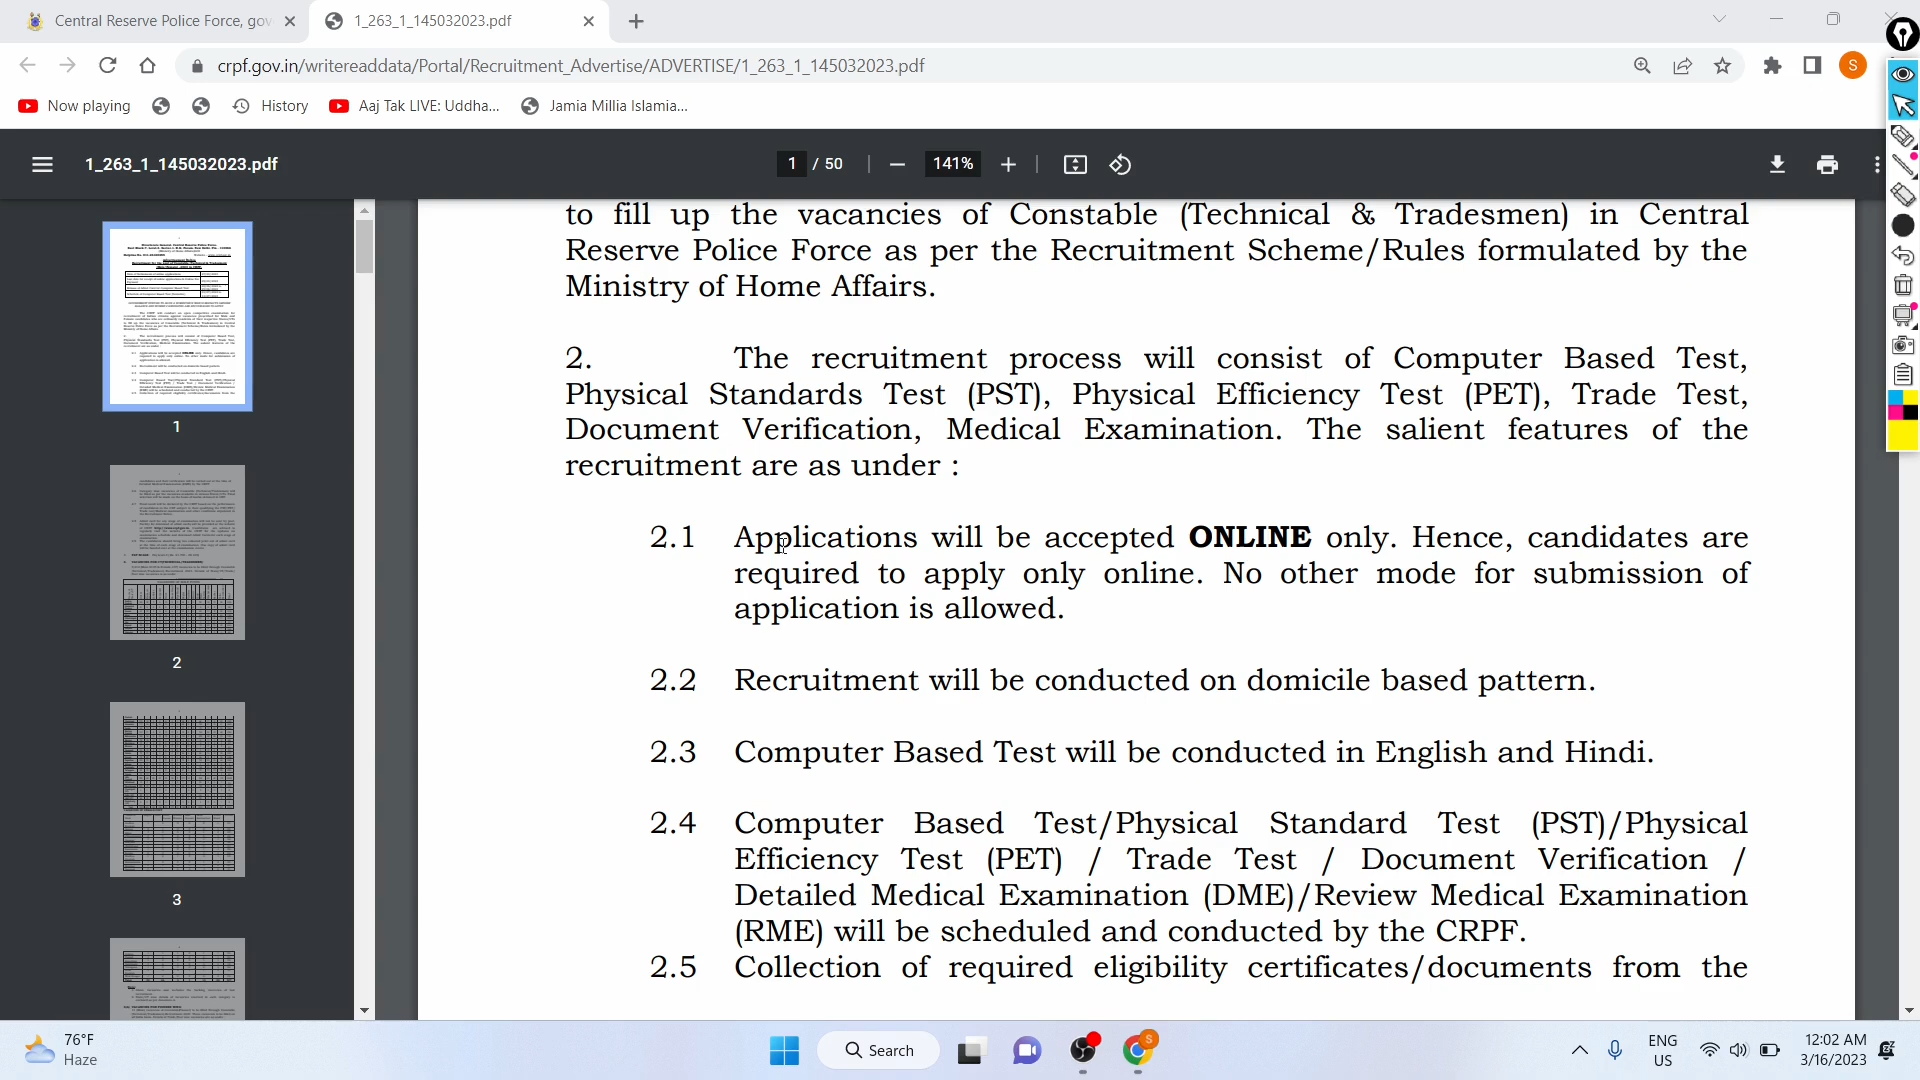 Central Reserve Police Force, gov
1_263_1_145032023.pdf
crpf.gov.in/writereaddata/Portal/Recruitment_Advertise/ADVERTISE/1_263_1_145032023.pdf
S
Now playing
History
Aaj Tak LIVE: Uddha...
Jamia Millia Islamia...
1_263_1_145032023.pdf
1 / 50
141%
to fill up the vacancies of Constable (Technical & Tradesmen) in Central
Reserve Police Force as per the Recruitment Scheme/Rules formulated by the
Ministry of Home Affairs.
2. The recruitment process will consist of Computer Based Test,
Physical Standards Test (PST), Physical Efficiency Test (PET), Trade Test,
Document Verification, Medical Examination. The salient features of the
recruitment are as under :
2.1 Applications will be accepted ONLINE only. Hence, candidates are
required to apply only online. No other mode for submission of
application is allowed.
2.2 Recruitment will be conducted on domicile based pattern.
2.3 Computer Based Test will be conducted in English and Hindi.
2.4 Computer Based Test/Physical Standard Test (PST)/Physical
Efficiency Test (PET) / Trade Test / Document Verification /
Detailed Medical Examination (DME)/Review Medical Examination
(RME) will be scheduled and conducted by the CRPF.
2.5 Collection of required eligibility certificates/documents from the
1
2
3
76°F
Haze
Search
S
ENG
US
12:02 AM
3/16/2023